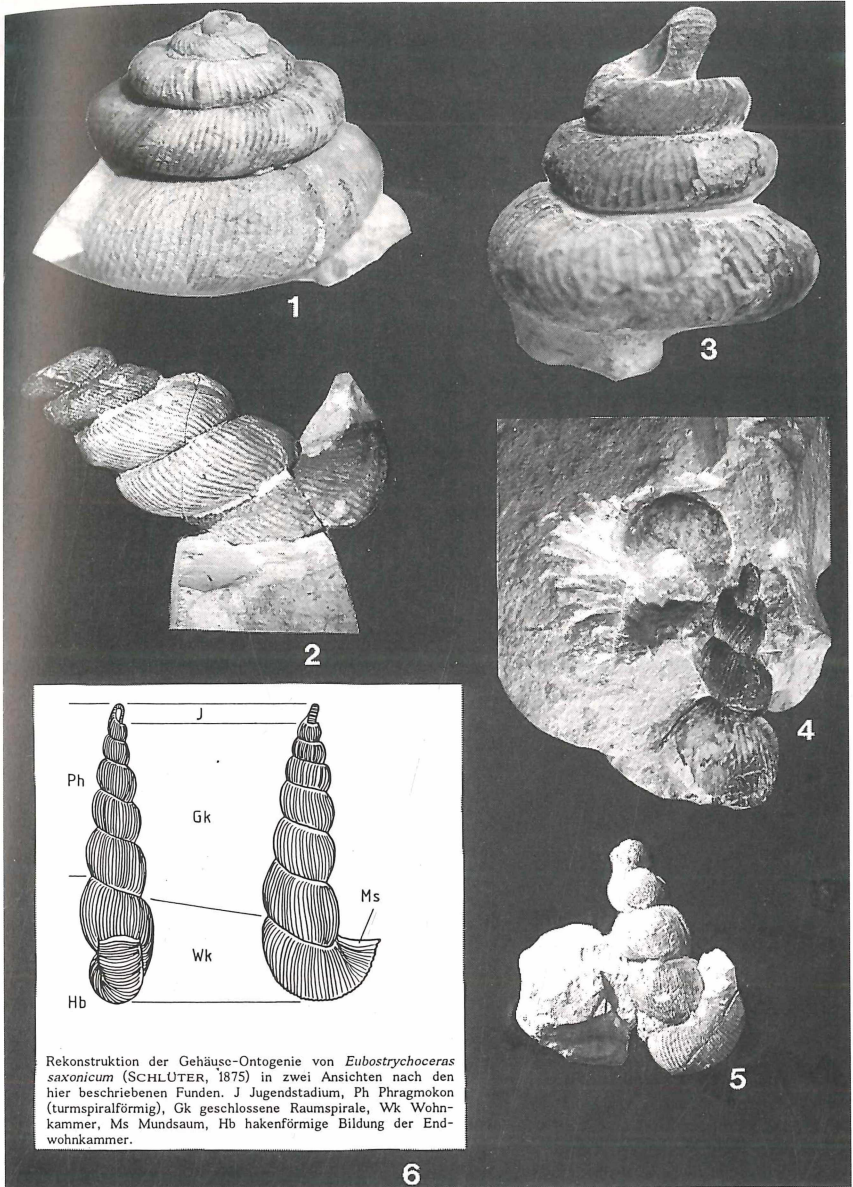 1
3
2
4
J
Ph
Gk
Ms
Wk
Hb
5
Rekonstruktion der Gehäuse-Ontogenie von Eubostrychoceras
saxonicum (SCHLÜTER, 1875) in zwei Ansichten nach den
hier beschriebenen Funden. J Jugendstadium, Ph Phragmokon
(turmspiralförmig), Gk geschlossene Raumspirale, Wk Wohn-
kammer, Ms Mundsaum, Hb hakenförmige Bildung der End-
wohnkammer.
6